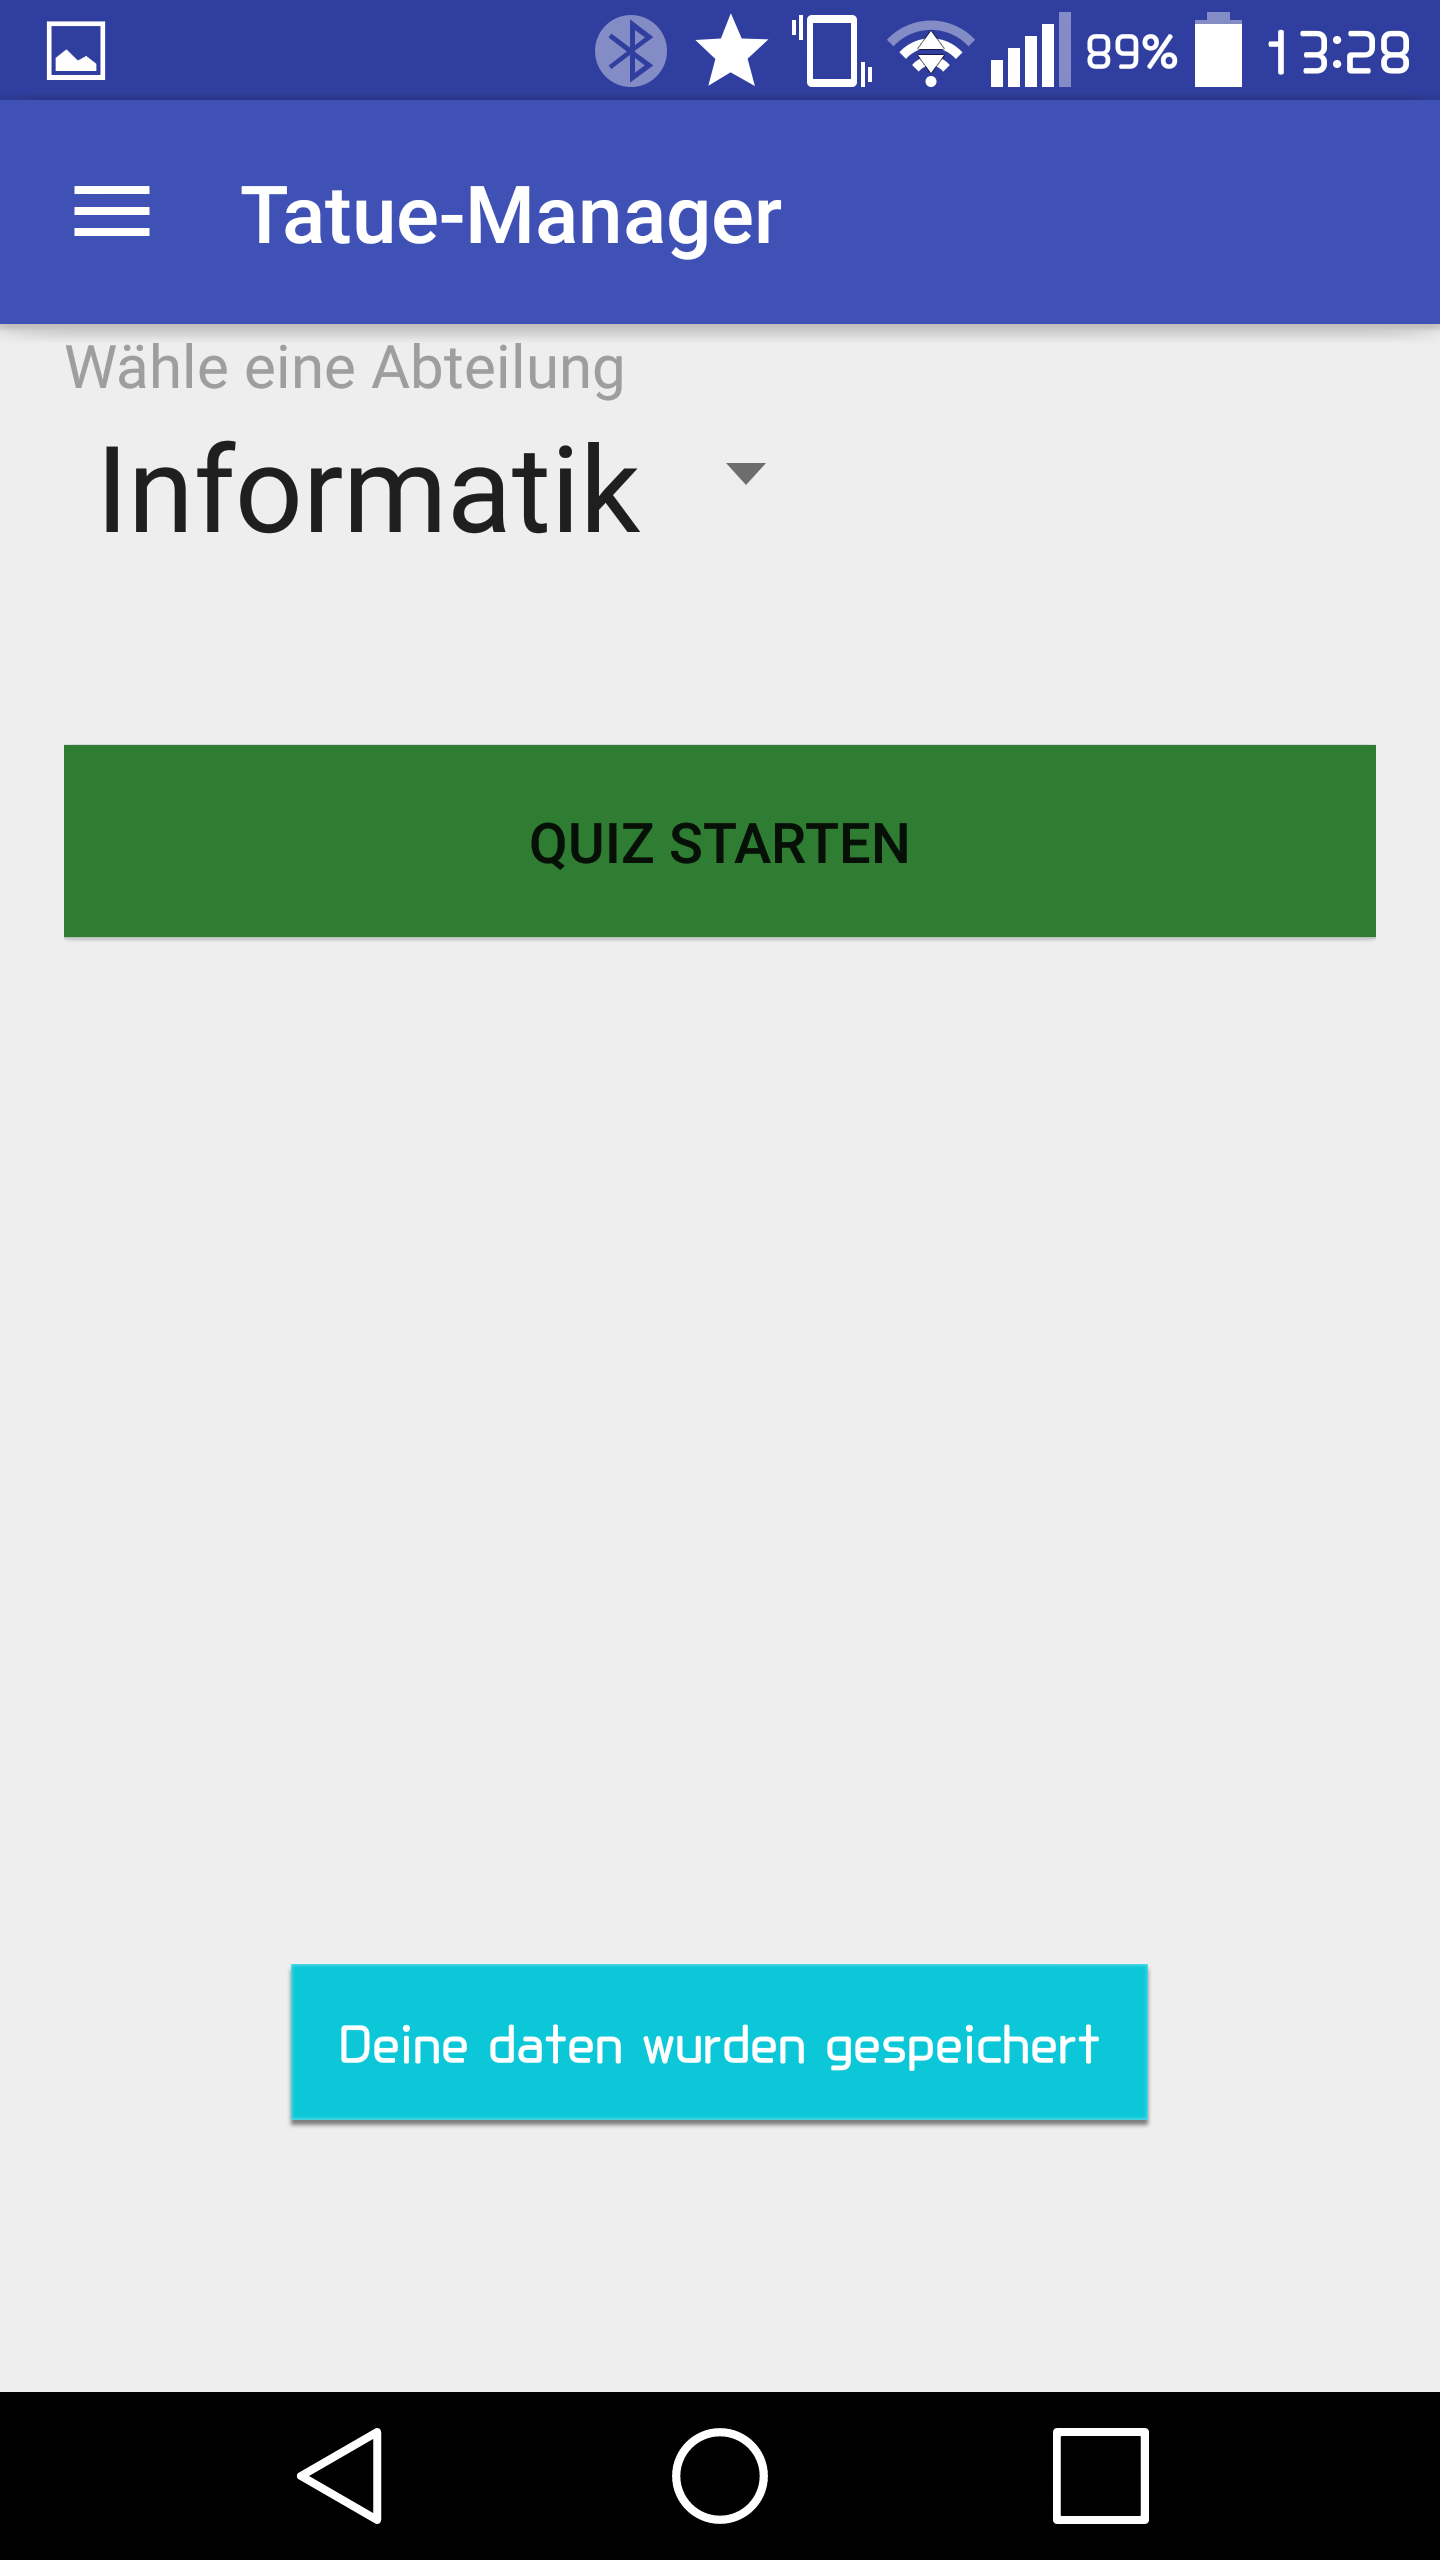 89% 13:28
Tatue-Manager
Wähle eine Abteilung
Informatik
QUIZ STARTEN
Deine daten wurden gespeichert